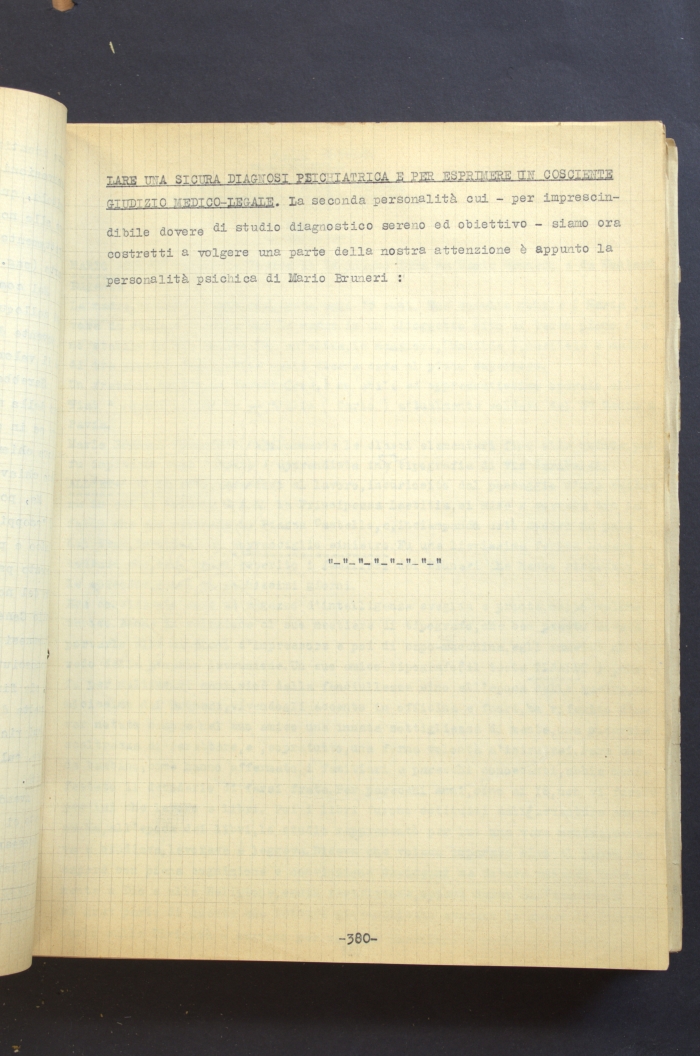 LARE UNA SICURA DIAGNOSI PSICHIATRICA E PER ESPRIMERE UN COSCIENTE
GIUDIZIO MEDICO-LEGALE. La seconda personalità cui - per imprescin-
dibile dovere di studio diagnostico sereno ed obiettivo - siamo ora
costretti a volgere una parte della nostra attenzione è appunto la
personalità psichica di Mario Bruneri :
"-"-"-"-"-"-"-"
-380-